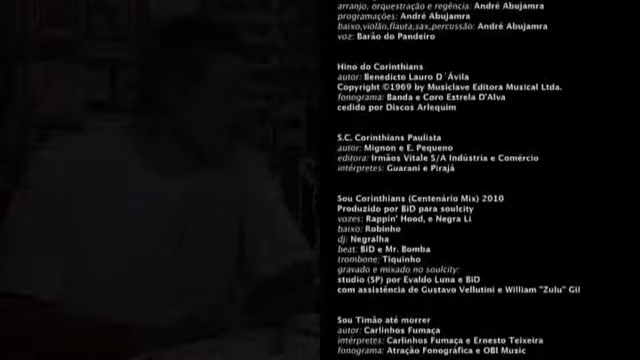 arranjo, orquestração e regência: André Abujamra
programações: André Abujamra
baixo,violão,flauta,sax,percussão: André Abujamra
voz: Barão do Pandeiro
Hino do Corinthians
autor: Benedicto Lauro D´Ávila
Copyright ©1969 by Musiclave Editora Musical Ltda.
fonograma: Banda e Coro Estrela D'Alva
cedido por Discos Arlequim
S.C. Corinthians Paulista
autor: Mignon e E. Pequeno
editora: Irmãos Vitale S/A Indústria e Comércio
intérpretes: Guarani e Pirajá
Sou Corinthians (Centenário Mix) 2010
Produzido por BiD para soulcity
vozes: Rappin' Hood, e Negra Li
baixo: Robinho
dj: Negralha
beat: BiD e Mr. Bomba
trombone: Tiquinho
gravado e mixado no soulcity:
studio (SP) por Evaldo Luna e BiD
com assistência de Gustavo Vellutini e William "Zulu" Gil
Sou Timão até morrer
autor: Carlinhos Fumaça
intérpretes: Carlinhos Fumaça e Ernesto Teixeira
fonograma: Atração Fonográfica e OBI Music